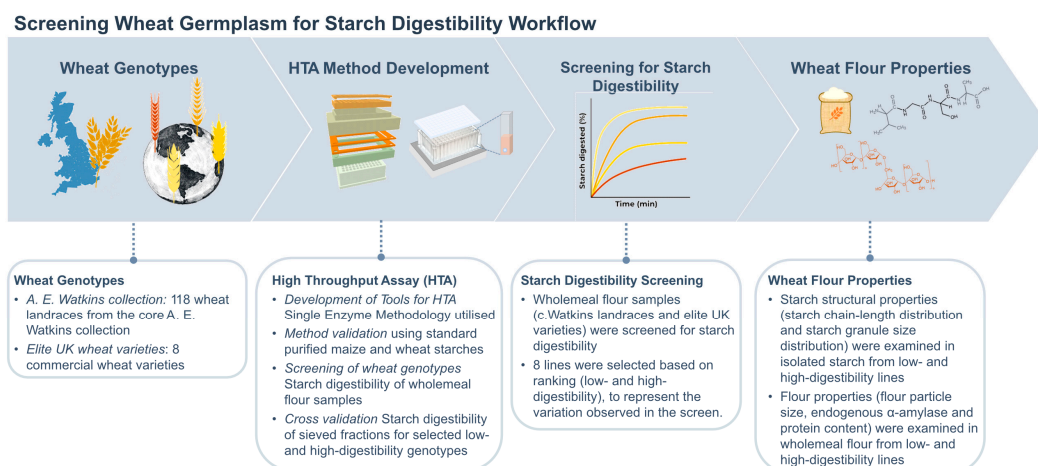 Screening Wheat Germplasm for Starch Digestibility Workflow
Wheat Genotypes
HTA Method Development
Screening for Starch
Digestibility
Starch digested (%)
Time (min)
Wheat Flour Properties
Wheat Genotypes
• A. E. Watkins collection: 118 wheat
landraces from the core A. E.
Watkins collection
• Elite UK wheat varieties: 8
commercial wheat varieties
High Throughput Assay (HTA)
• Development of Tools for HTA
Single Enzyme Methodology utilised
• Method validation using standard
purified maize and wheat starches
• Screening of wheat genotypes
Starch digestibility of wholemeal
flour samples
• Cross validation Starch digestibility
of sieved fractions for selected low-
and high-digestibility genotypes
Starch Digestibility Screening
• Wholemeal flour samples
(c.Watkins landraces and elite UK
varieties) were screened for starch
digestibility
• 8 lines were selected based on
ranking (low- and high-
digestibility), to represent the
variation observed in the screen.
Wheat Flour Properties
• Starch structural properties
(starch chain-length distribution
and starch granule size
distribution) were examined in
isolated starch from low- and
high-digestibility lines
• Flour properties (flour particle
size, endogenous α-amylase and
protein content) were examined in
wholemeal flour from low- and
high-digestibility lines